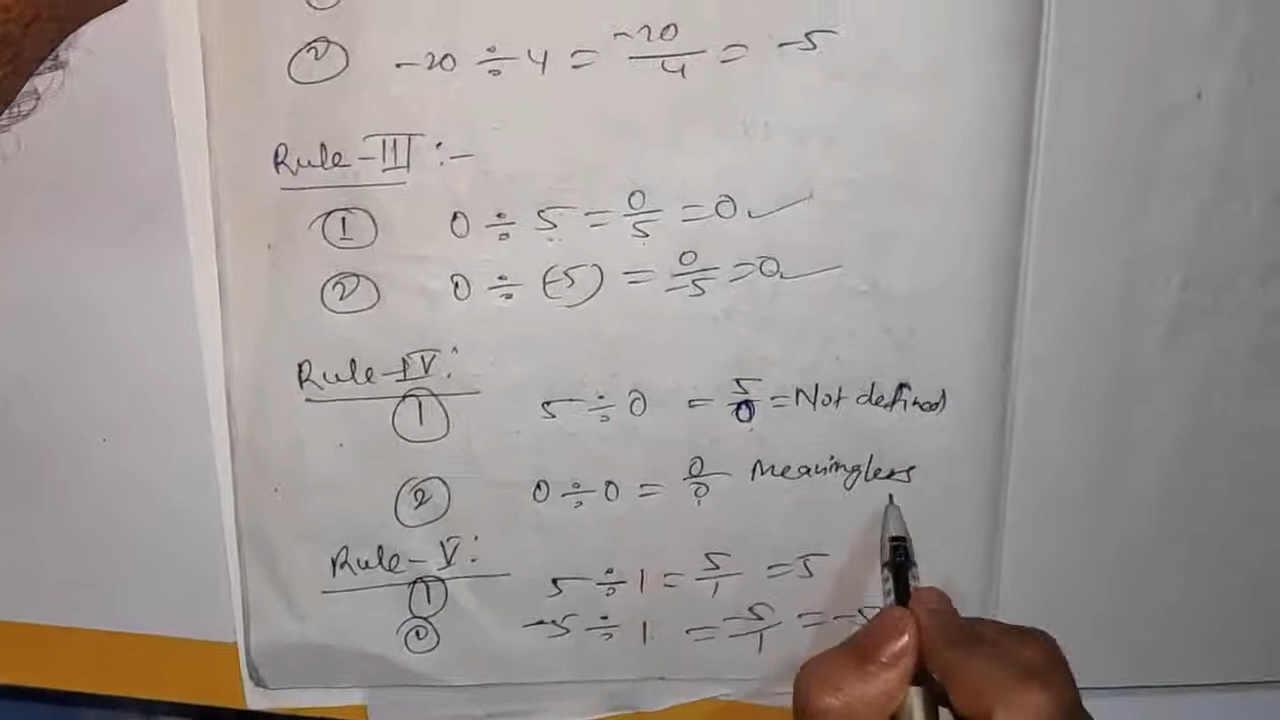 ② -20 ÷ 4 = -20/4 = -5
Rule-III :-
① 0 ÷ 5 = 0/5 = 0 ✓
② 0 ÷ (-5) = 0/-5 = 0 ✓
Rule-IV :
① 5 ÷ 0 = 5/0 = Not defined
② 0 ÷ 0 = 0/0 Meaningless
Rule-V :
① 5 ÷ 1 = 5/1 = 5
② -5 ÷ 1 = -5/1 = -5